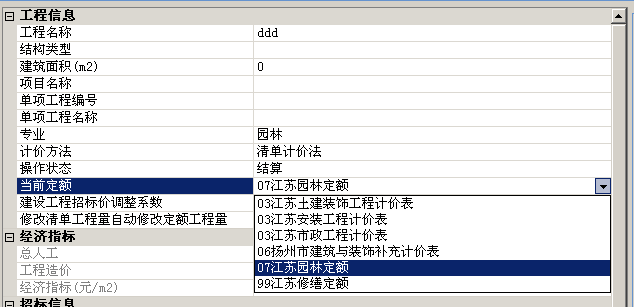 工程信息
工程名称 ddd
结构类型
建筑面积(m2) 0
项目名称
单项工程编号
单项工程名称
专业 园林
计价方法 清单计价法
操作状态 结算
当前定额 07江苏园林定额
建设工程招标价调整系数
03江苏土建装饰工程计价表
修改清单工程量自动修改定额工程量
03江苏安装工程计价表
03江苏市政工程计价表
经济指标
06扬州市建筑与装饰补充计价表
总人工
07江苏园林定额
工程造价
99江苏修缮定额
经济指标(元/m2)
招标信息